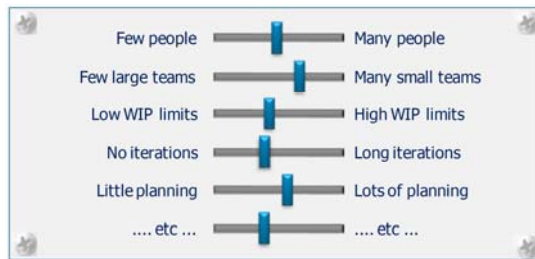 Few people Many people
Few large teams Many small teams
Low WIP limits High WIP limits
No iterations Long iterations
Little planning Lots of planning
.... etc ... .... etc ...